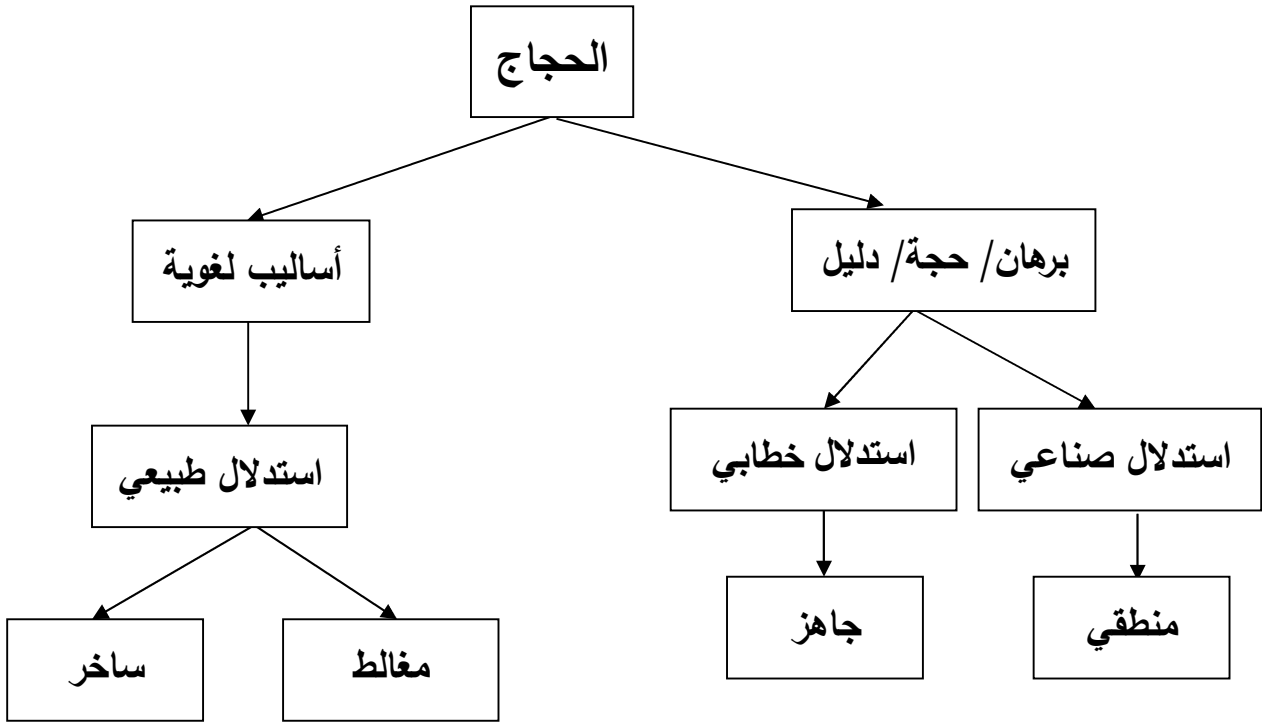 الحجاج
برهان/ حجة/ دليل
أساليب لغوية
استدلال صناعي
استدلال خطابي
استدلال طبيعي
منطقي
جاهز
مغالط
ساخر